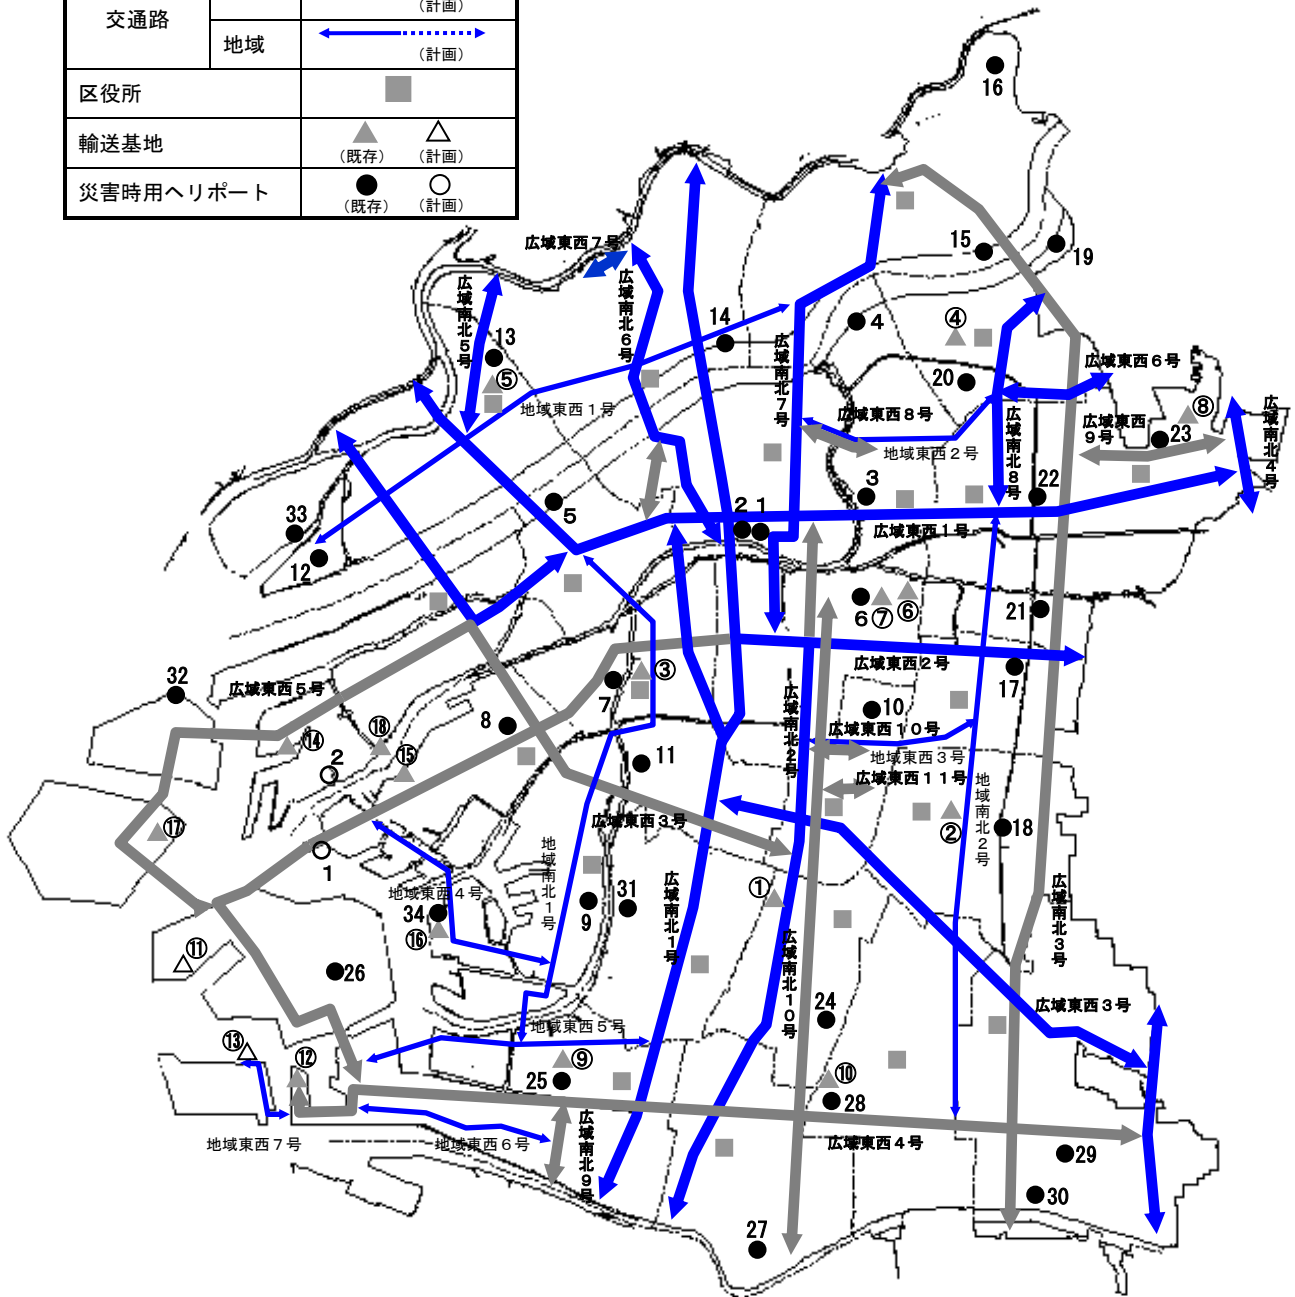 （計画）
交通路
地域
（計画）
区役所
輸送基地
（既存）
（計画）
災害時用ヘリポート
（既存）
（計画）
16
広域東西７号
15
19
広域南北５号
広域南北６号
14
4
④
13
広域南北７号
広域東西６号
⑤
20
地域東西１号
広域東西８号
広域南北８号
広域東西
９号
⑧
広域南北４号
23
地域東西２号
3
22
33
5
2
1
広域東西１号
12
6
⑦
⑥
21
広域東西２号
③
17
32
広域東西５号
7
広域南北２号
10
8
広域東西１０号
⑱
⑭
⑮
2
11
地域東西３号
広域東西１１号
地域南北２号
⑰
広域東西３号
②
18
1
地域南北１号
広域南北１号
①
広域南北３号
地域東西４号
34
9
31
⑯
⑪
広域南北１０号
26
24
広域東西３号
地域東西５号
⑬
⑫
⑨
25
⑩
28
地域東西７号
地域東西６号
広域南北９号
広域東西４号
29
30
27